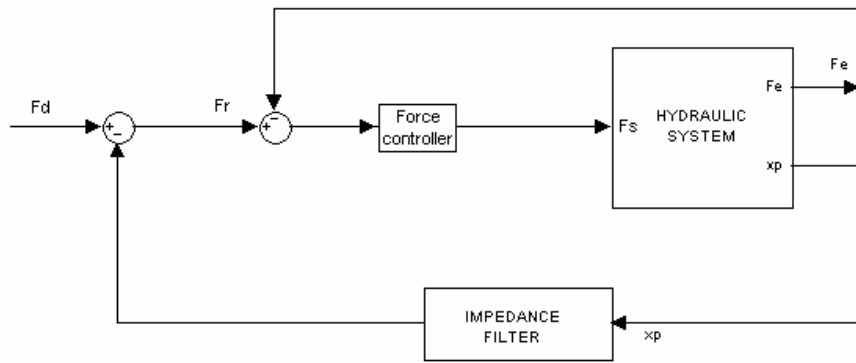 Fd
+
−
Fr
−
+
Force
controller
Fs
HYDRAULIC
SYSTEM
Fe
xp
Fe
IMPEDANCE
FILTER
xp